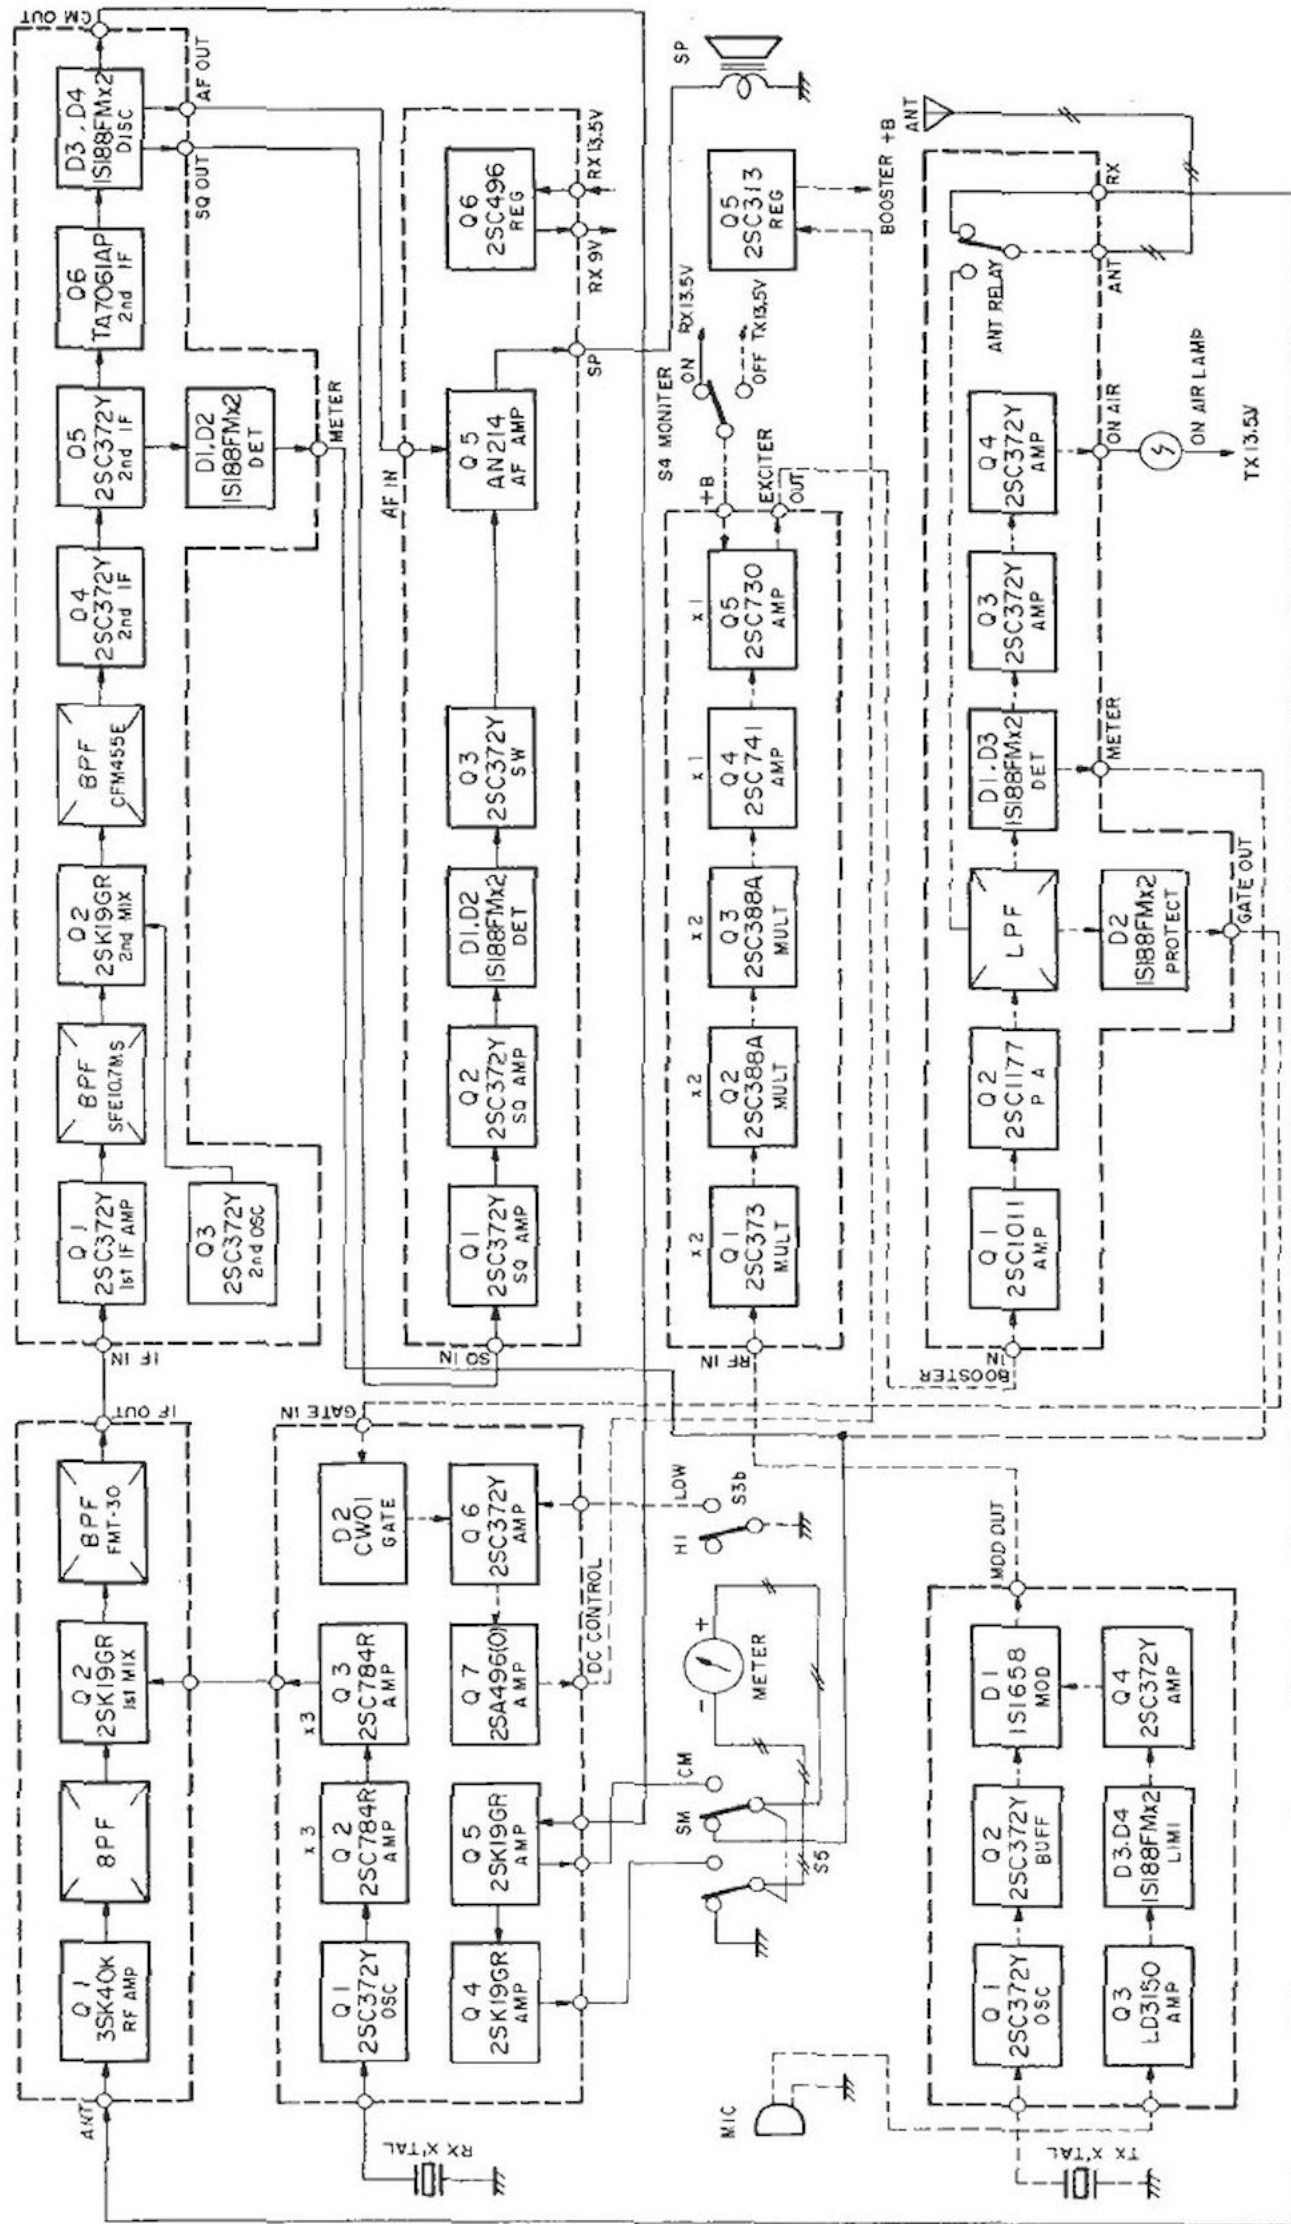 ANT
Q1
3SK40K
RF AMP
BPF
Q2
2SK19GR
1st MIX
BPF
FMT-30
IF OUT
IF IN
Q1
2SC372Y
1st IF AMP
BPF
SFE10.7MS
Q2
2SK19GR
2nd MIX
BPF
CFM455E
Q4
2SC372Y
2nd IF
Q5
2SC372Y
2nd IF
Q6
TA7061AP
2nd IF
D3, D4
1S188FMx2
DISC
CM OUT
Q3
2SC372Y
2nd OSC
D1,D2
1S188FMx2
DET
METER
SQ OUT
AF OUT
RX X'TAL
Q1
2SC372Y
OSC
x3
Q2
2SC784R
AMP
x3
Q3
2SC784R
AMP
D2
CW01
GATE
GATE IN
Q4
2SK19GR
AMP
Q5
2SK19GR
AMP
Q7
2SA496(O)
AMP
Q6
2SC372Y
AMP
DC CONTROL
SQ IN
Q1
2SC372Y
SQ AMP
Q2
2SC372Y
SQ AMP
D1,D2
1S188FMx2
DET
Q3
2SC372Y
SW
AF IN
Q5
AN214
AF AMP
Q6
2SC496
REG
SP
RX 9V
RX 13.5V
SP
MIC
SM
CM
S5
-
+
METER
HI
LOW
S3b
RF IN
x2
Q1
2SC373
MULT
x2
Q2
2SC388A
MULT
x2
Q3
2SC388A
MULT
x1
Q4
2SC741
AMP
x1
Q5
2SC730
AMP
+B
EXCITER
OUT
S4 MONITER
ON
RX13.5V
OFF
TX13.5V
Q5
2SC313
REG
BOOSTER +B
TX X'TAL
Q1
2SC372Y
OSC
Q2
2SC372Y
BUFF
D1
1S1658
MOD
MOD OUT
Q3
LD3150
AMP
D3.D4
1S188FMx2
LIMI
Q4
2SC372Y
AMP
BOOSTER
IN
Q1
2SC1011
AMP
Q2
2SC1177
P A
LPF
D1.D3
1S188FMx2
DET
Q3
2SC372Y
AMP
Q4
2SC372Y
AMP
ANT RELAY
ANT
D2
1S188FMx2
PROTECT
GATE OUT
METER
ON AIR
ANT
RX
ON AIR LAMP
TX 13.5V